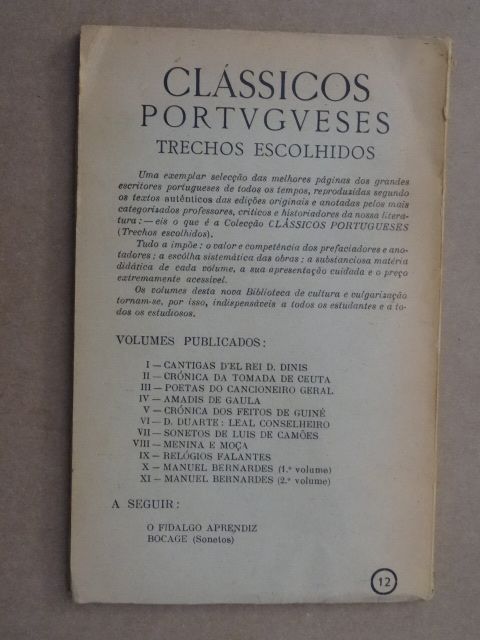 CLÁSSICOS
PORTVGVESES
TRECHOS ESCOLHIDOS
Uma exemplar selecção das melhores páginas dos grandes
escritores portugueses de todos os tempos, reproduzidas segundo
os textos autênticos das edições originais e anotadas pelos mais
categorizados professores, críticos e historiadores da nossa litera-
tura: — eis o que é a Colecção CLÁSSICOS PORTUGUESES
(Trechos escolhidos).
Tudo a impõe: o valor e competência dos prefaciadores e ano-
tadores; a escolha sistemática das obras; a substanciosa matéria
didática de cada volume, a sua apresentação cuidada e o preço
extremamente acessível.
Os volumes desta nova Biblioteca de cultura e vulgarização
tornam-se, por isso, indispensáveis a todos os estudantes e a to-
dos os estudiosos.
VOLUMES PUBLICADOS:
I — CANTIGAS D'EL REI D. DINIS
II — CRÓNICA DA TOMADA DE CEUTA
III — POETAS DO CANCIONEIRO GERAL
IV — AMADIS DE GAULA
V — CRÓNICA DOS FEITOS DE GUINÉ
VI — D. DUARTE: LEAL CONSELHEIRO
VII — SONETOS DE LUIS DE CAMÕES
VIII — MENINA E MOÇA
IX — RELÓGIOS FALANTES
X — MANUEL BERNARDES (1.º volume)
XI — MANUEL BERNARDES (2.º volume)
A SEGUIR:
O FIDALGO APRENDIZ
BOCAGE (Sonetos)
12